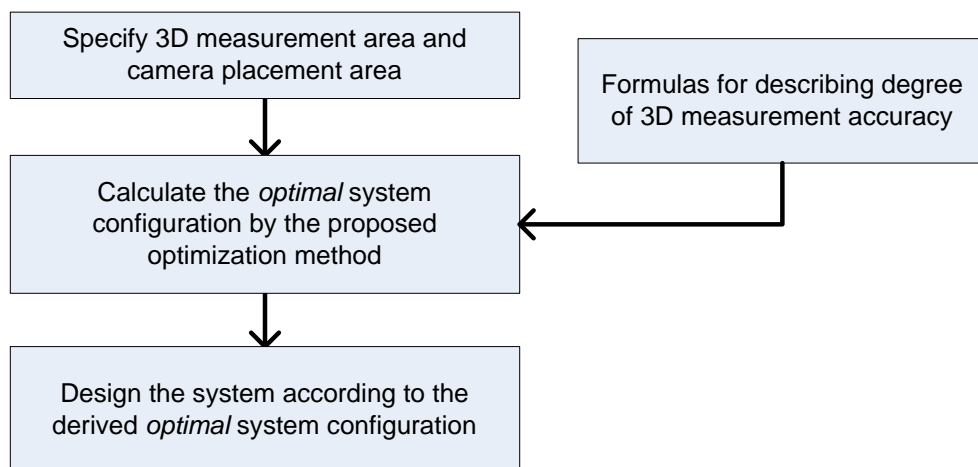 Specify 3D measurement area and
camera placement area
Formulas for describing degree
of 3D measurement accuracy
Calculate the optimal system
configuration by the proposed
optimization method
Design the system according to the
derived optimal system configuration